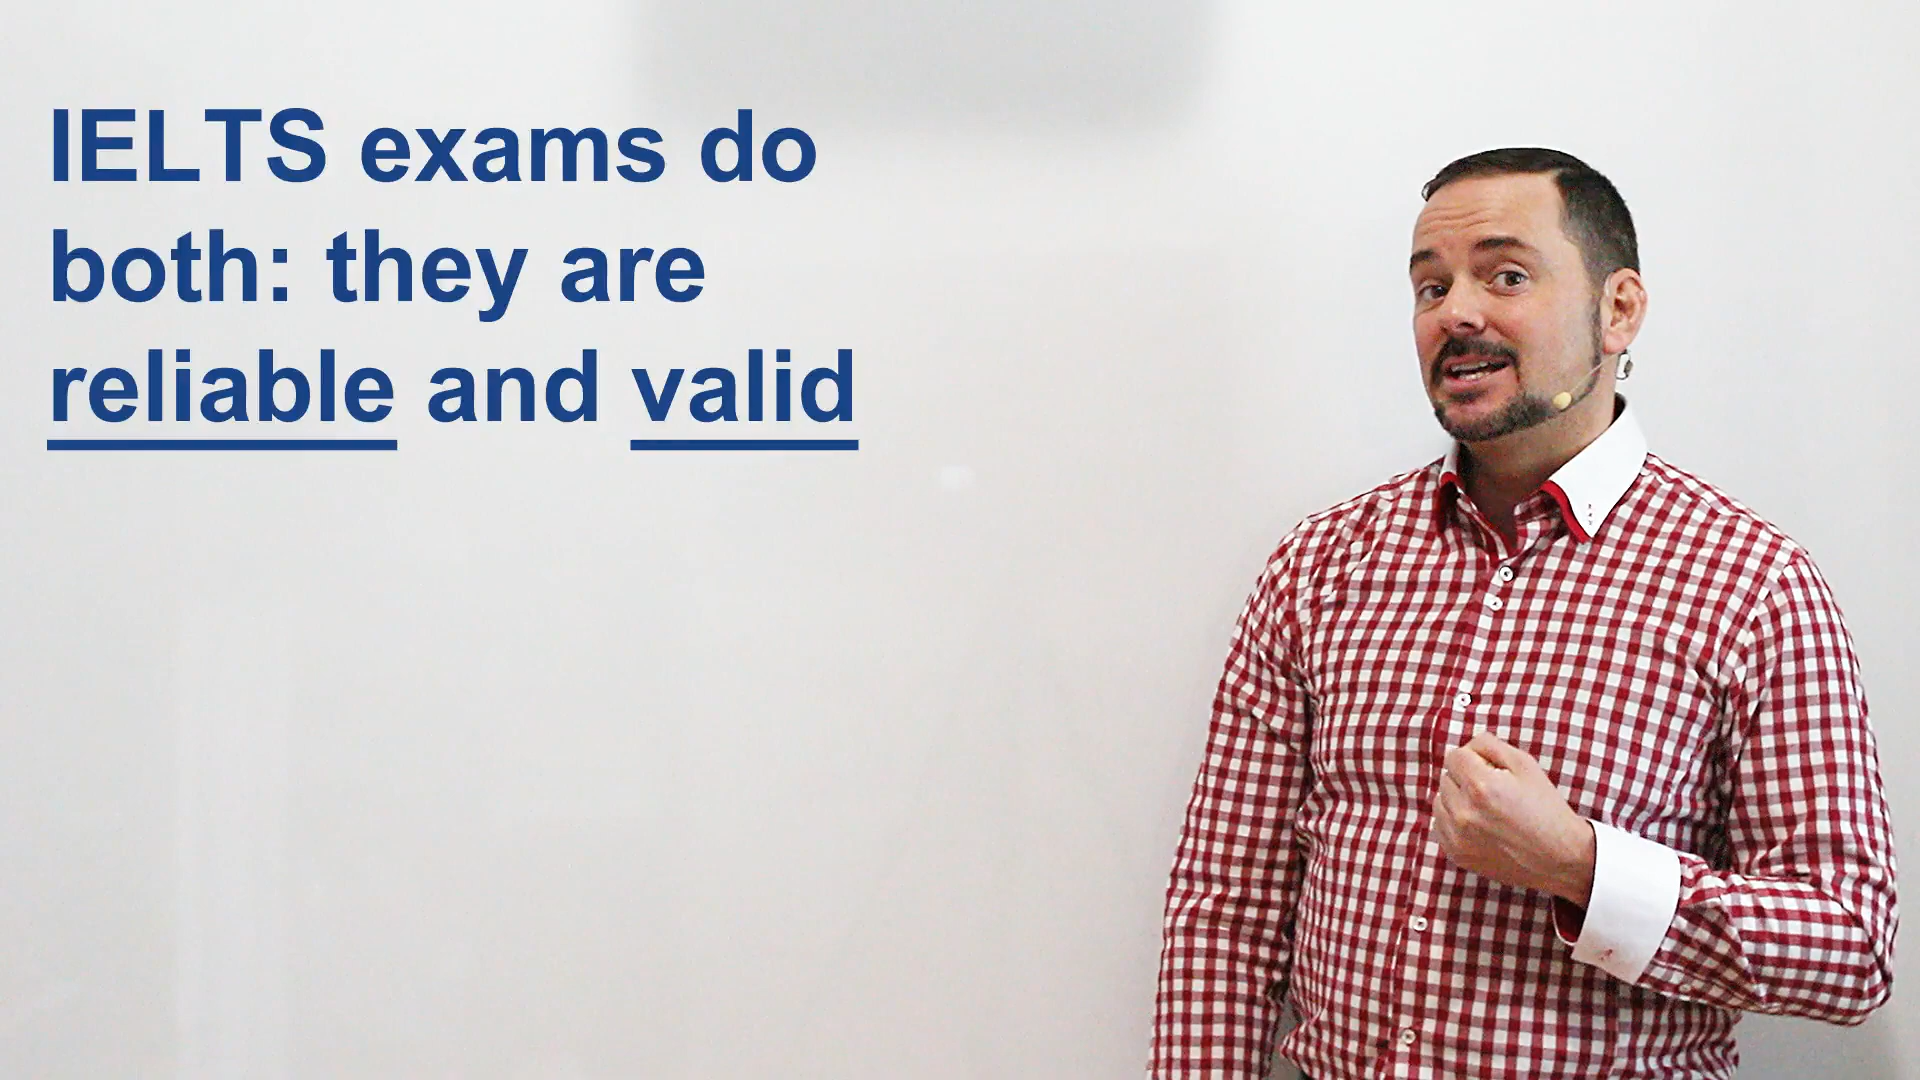 IELTS exams do
both: they are
reliable and valid